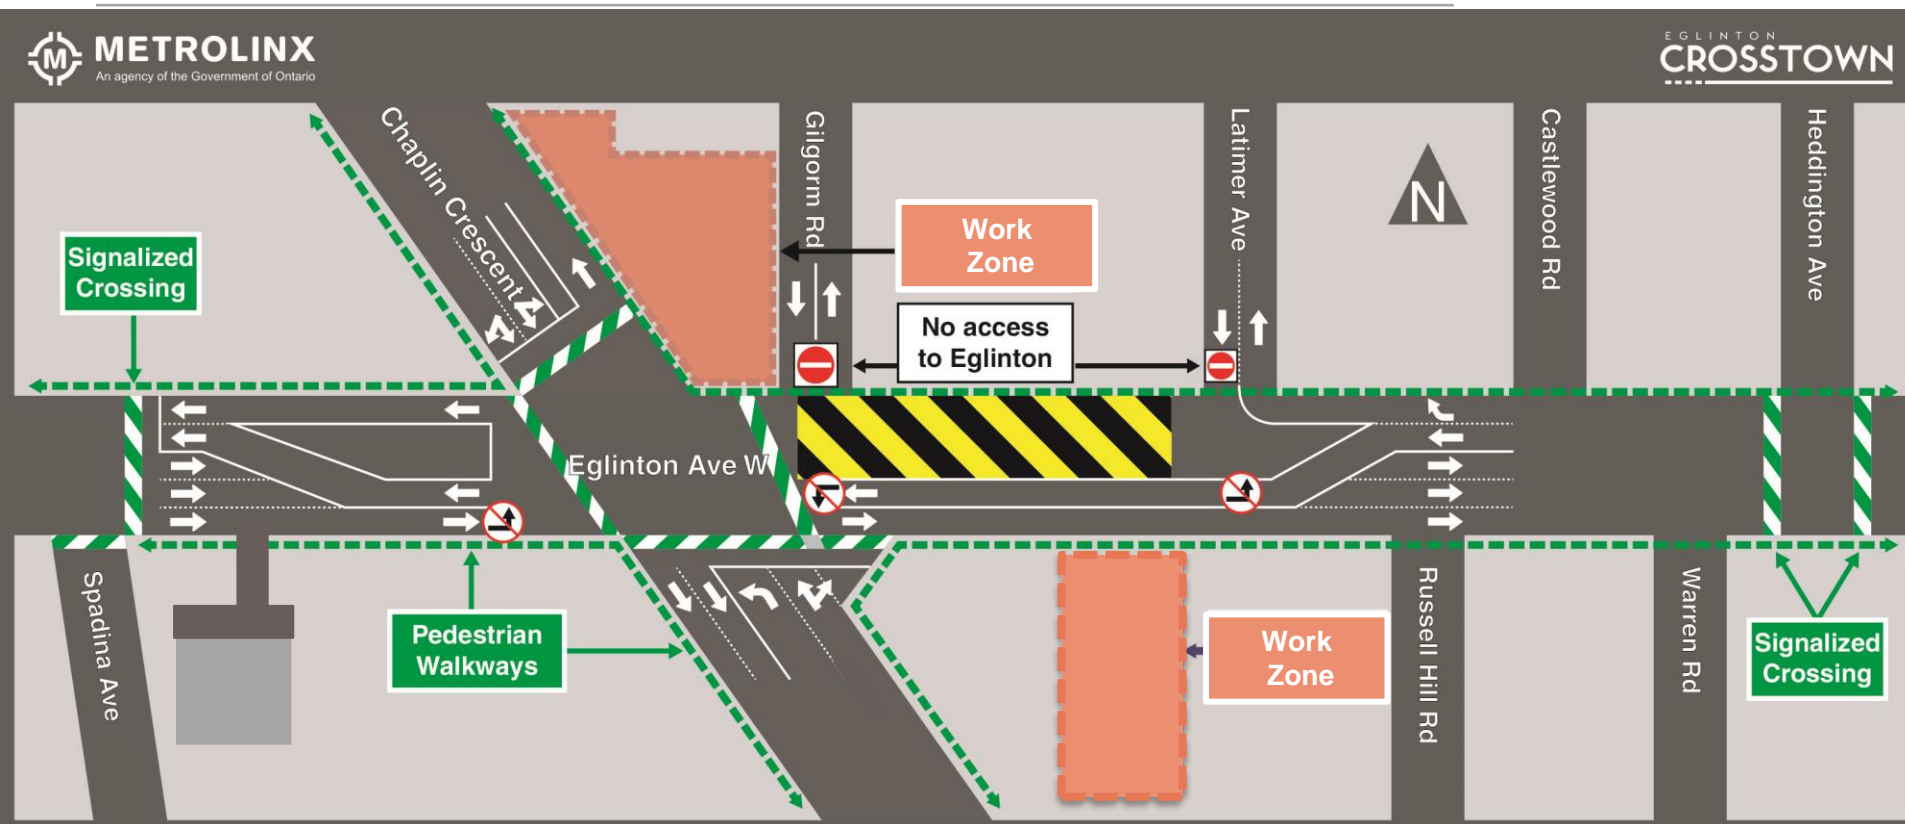 METROLINX
An agency of the Government of Ontario
EGLINTON
CROSSTOWN
Chaplin Crescent
Gilgorm Rd
Latimer Ave
Castlewood Rd
Heddington Ave
N
Work
Zone
Signalized
Crossing
No access
to Eglinton
Eglinton Ave W
Spadina Ave
Pedestrian
Walkways
Work
Zone
Russell Hill Rd
Warren Rd
Signalized
Crossing